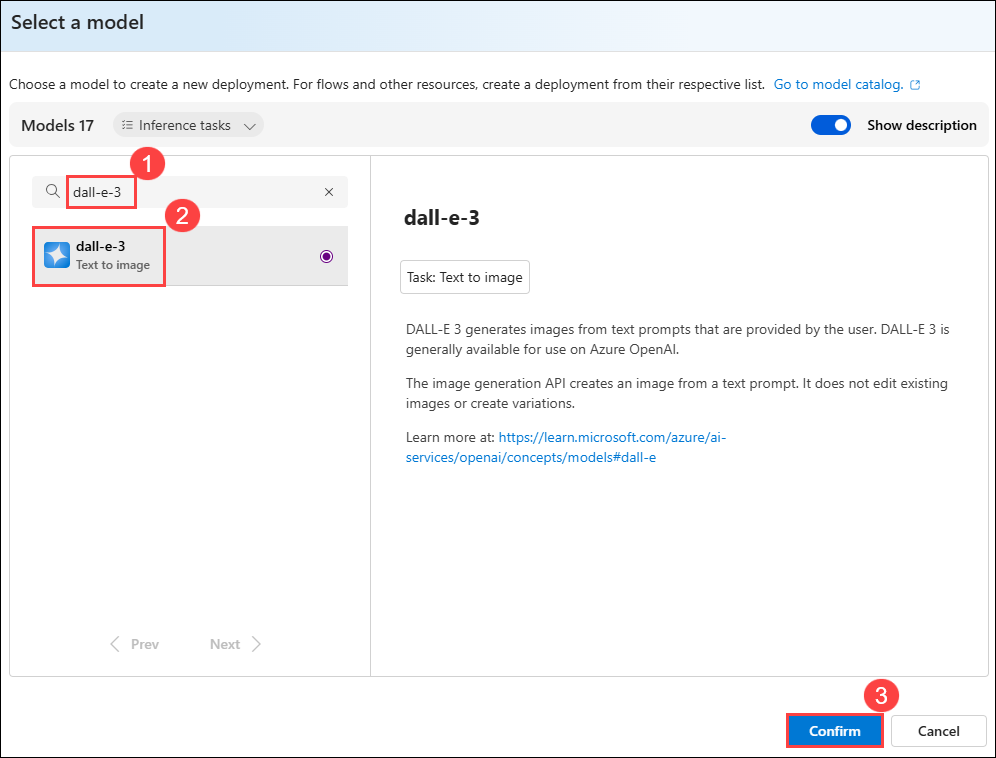 Select a model
Choose a model to create a new deployment. For flows and other resources, create a deployment from their respective list. Go to model catalog.
Models 17
Inference tasks
Show description
1
dall-e-3
2
dall-e-3
Text to image
dall-e-3
Task: Text to image
DALL-E 3 generates images from text prompts that are provided by the user. DALL-E 3 is
generally available for use on Azure OpenAI.
The image generation API creates an image from a text prompt. It does not edit existing
images or create variations.
Learn more at: https://learn.microsoft.com/azure/ai-
services/openai/concepts/models#dall-e
Prev
Next
3
Confirm
Cancel